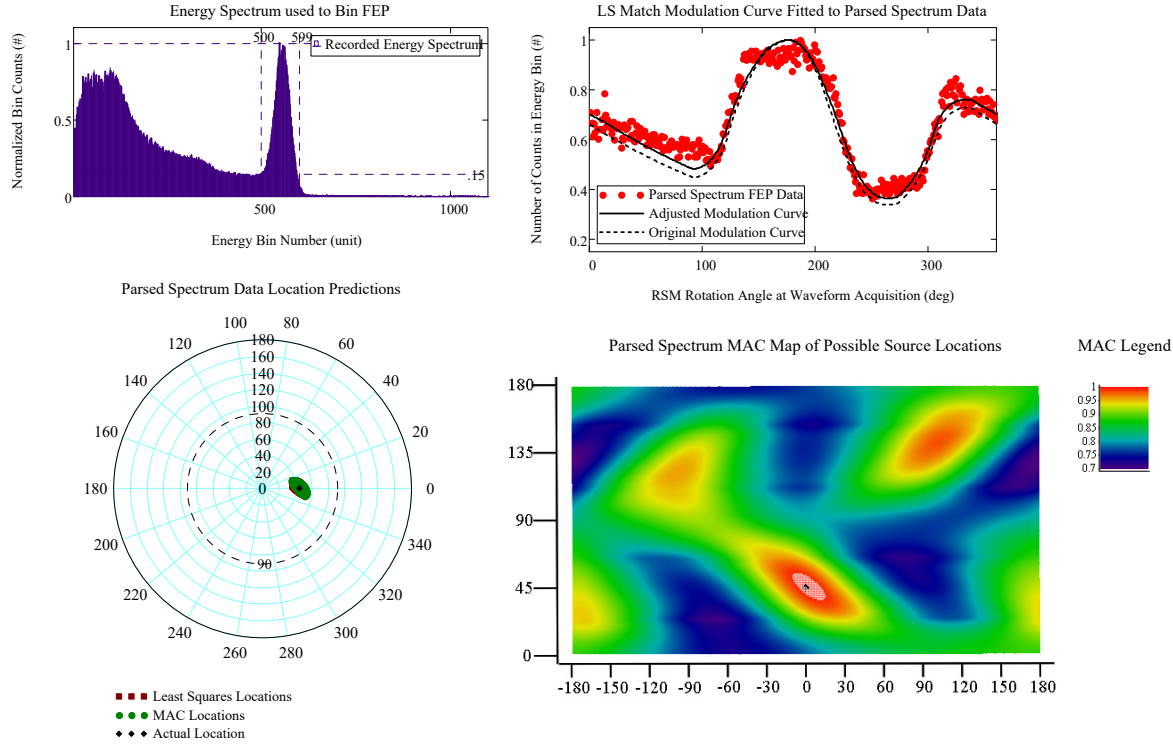 Energy Spectrum used to Bin FEP
500 599
Recorded Energy Spectrum
1
0.5
0
.15
500 1000
Normalized Bin Counts (#)
Energy Bin Number (unit)
LS Match Modulation Curve Fitted to Parsed Spectrum Data
1
0.8
0.6
0.4
0.2
Parsed Spectrum FEP Data
Adjusted Modulation Curve
Original Modulation Curve
0 100 200 300
Number of Counts in Energy Bin (#)
RSM Rotation Angle at Waveform Acquisition (deg)
Parsed Spectrum Data Location Predictions
100 80
120 60
140 40
160 20
180 0
200 340
220 320
240 300
260 280
180
160
140
120
100
80
60
40
20
0
90
Least Squares Locations
MAC Locations
Actual Location
Parsed Spectrum MAC Map of Possible Source Locations
180
135
90
45
0
-180 -150 -120 -90 -60 -30 0 30 60 90 120 150 180
MAC Legend
1
0.95
0.9
0.85
0.8
0.75
0.7